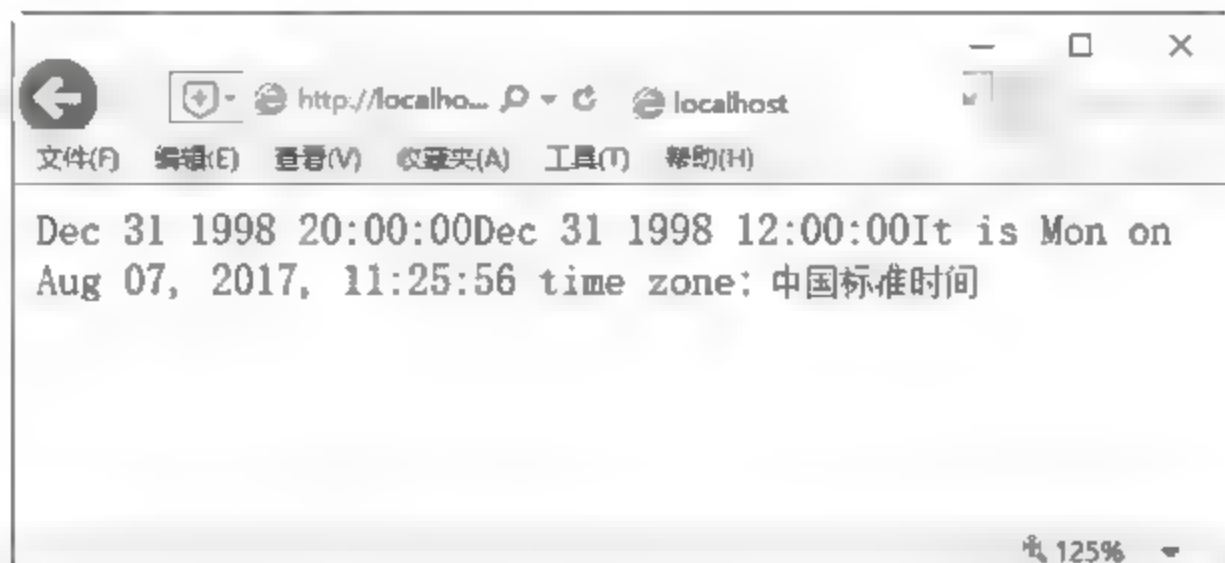 http://localho... localhost
文件(F) 编辑(E) 查看(V) 收藏夹(A) 工具(T) 帮助(H)
Dec 31 1998 20:00:00Dec 31 1998 12:00:00It is Mon on
Aug 07, 2017, 11:25:56 time zone: 中国标准时间
125%